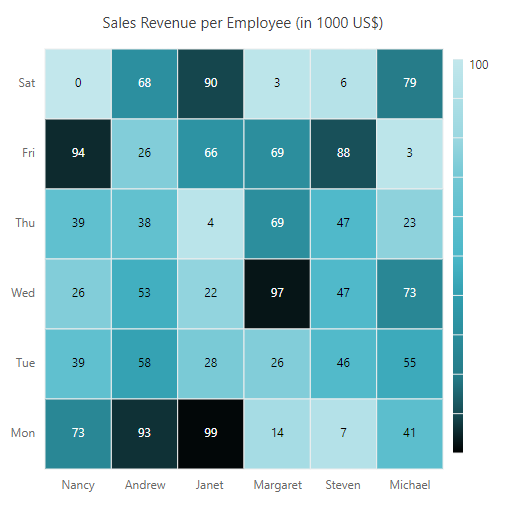 Sales Revenue per Employee (in 1000 US$)
100
Sat 0 68 90 3 6 79
Fri 94 26 66 69 88 3
Thu 39 38 4 69 47 23
Wed 26 53 22 97 47 73
Tue 39 58 28 26 46 55
Mon 73 93 99 14 7 41
Nancy Andrew Janet Margaret Steven Michael